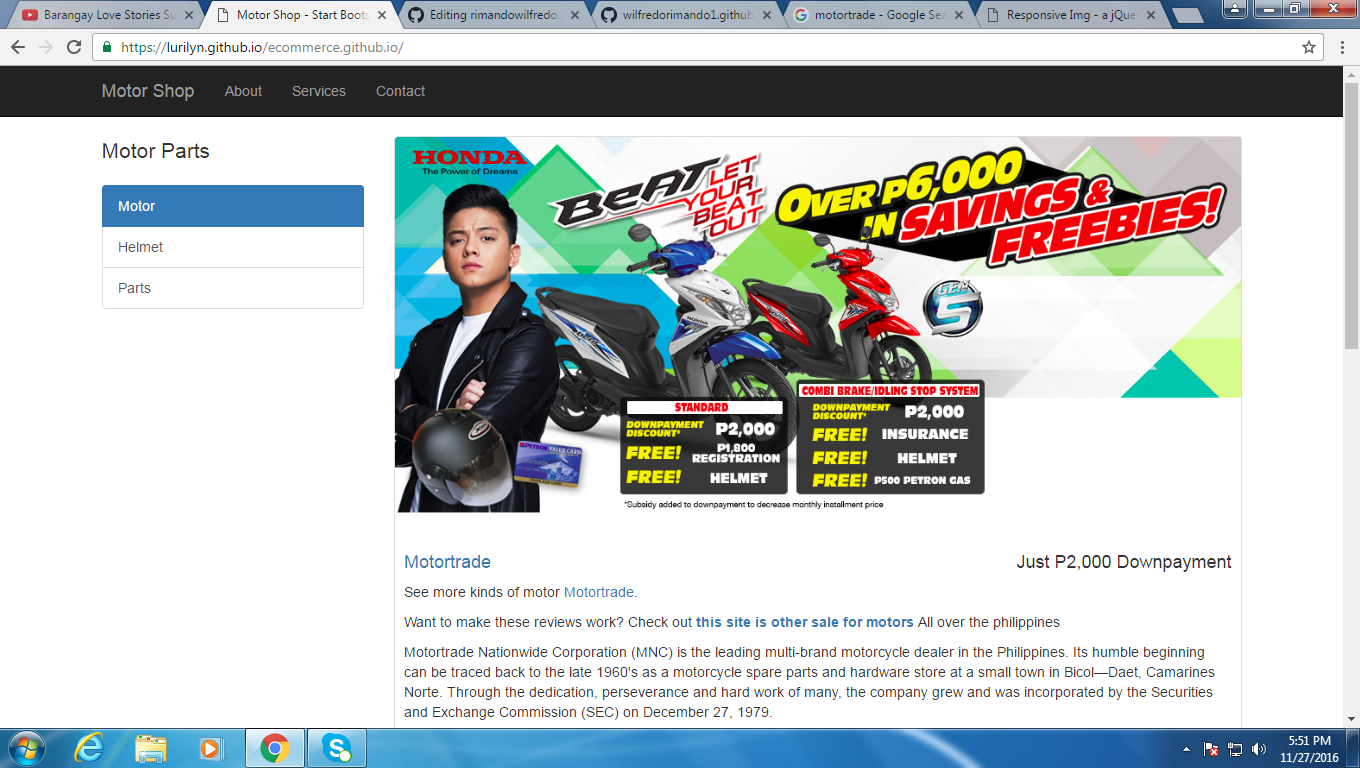 Barangay Love Stories Su
Motor Shop - Start Boots
Editing rimandowilfredo.
wilfredorimando1.github
motortrade - Google Sea
Responsive Img - a jQue
https://lurilyn.github.io/ecommerce.github.io/
Motor Shop
About
Services
Contact
Motor Parts
Motor
Helmet
Parts
HONDA
The Power of Dreams
BeAT LET YOUR BEAT OUT
OVER P6,000
IN SAVINGS &
FREEBIES!
GEN 5
HONDA
STANDARD
DOWNPAYMENT DISCOUNT* P2,000
FREE! P1,800 REGISTRATION
FREE! HELMET
COMBI BRAKE/IDLING STOP SYSTEM
DOWNPAYMENT DISCOUNT* P2,000
FREE! INSURANCE
FREE! HELMET
FREE! P500 PETRON GAS
PETRON VALUE CARD
*Subsidy added to downpayment to decrease monthly installment price
Motortrade
Just P2,000 Downpayment
See more kinds of motor Motortrade.
Want to make these reviews work? Check out this site is other sale for motors All over the philippines
Motortrade Nationwide Corporation (MNC) is the leading multi-brand motorcycle dealer in the Philippines. Its humble beginning
can be traced back to the late 1960's as a motorcycle spare parts and hardware store at a small town in Bicol—Daet, Camarines
Norte. Through the dedication, perseverance and hard work of many, the company grew and was incorporated by the Securities
and Exchange Commission (SEC) on December 27, 1979.
5:51 PM
11/27/2016